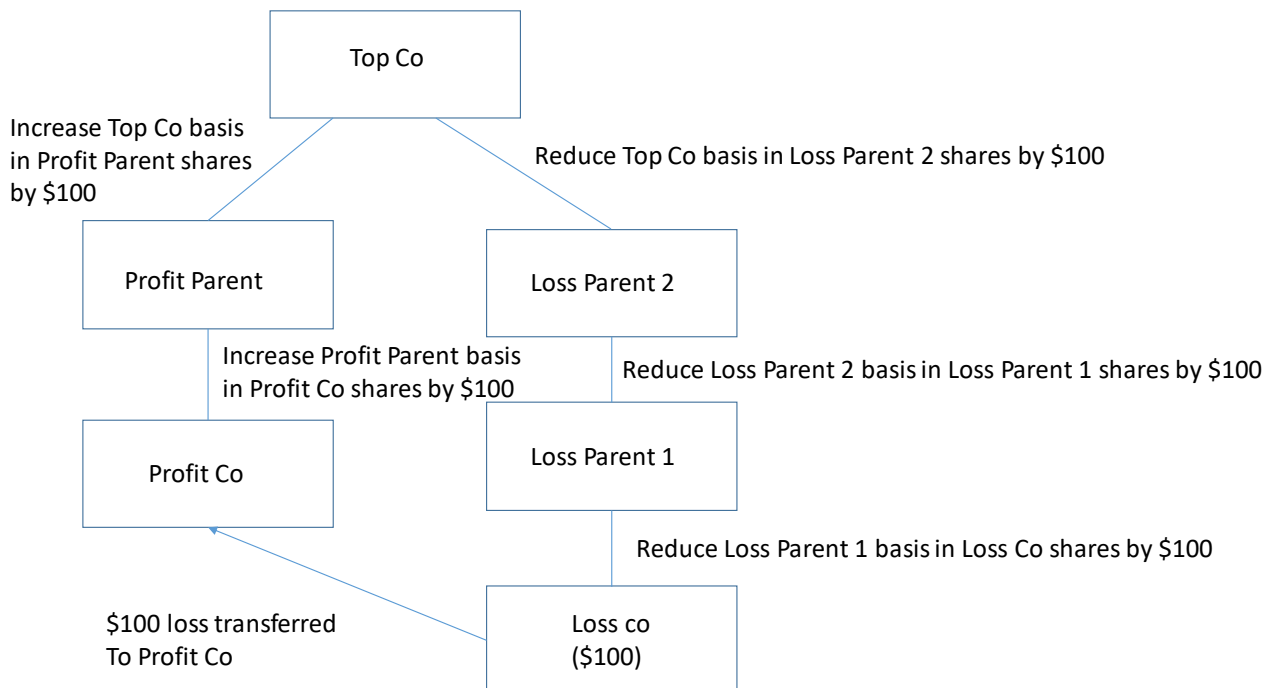 Top Co
Increase Top Co basis
in Profit Parent shares
by $100
Reduce Top Co basis in Loss Parent 2 shares by $100
Profit Parent
Loss Parent 2
Increase Profit Parent basis
in Profit Co shares by $100
Reduce Loss Parent 2 basis in Loss Parent 1 shares by $100
Profit Co
Loss Parent 1
Reduce Loss Parent 1 basis in Loss Co shares by $100
$100 loss transferred
To Profit Co
Loss co
($100)